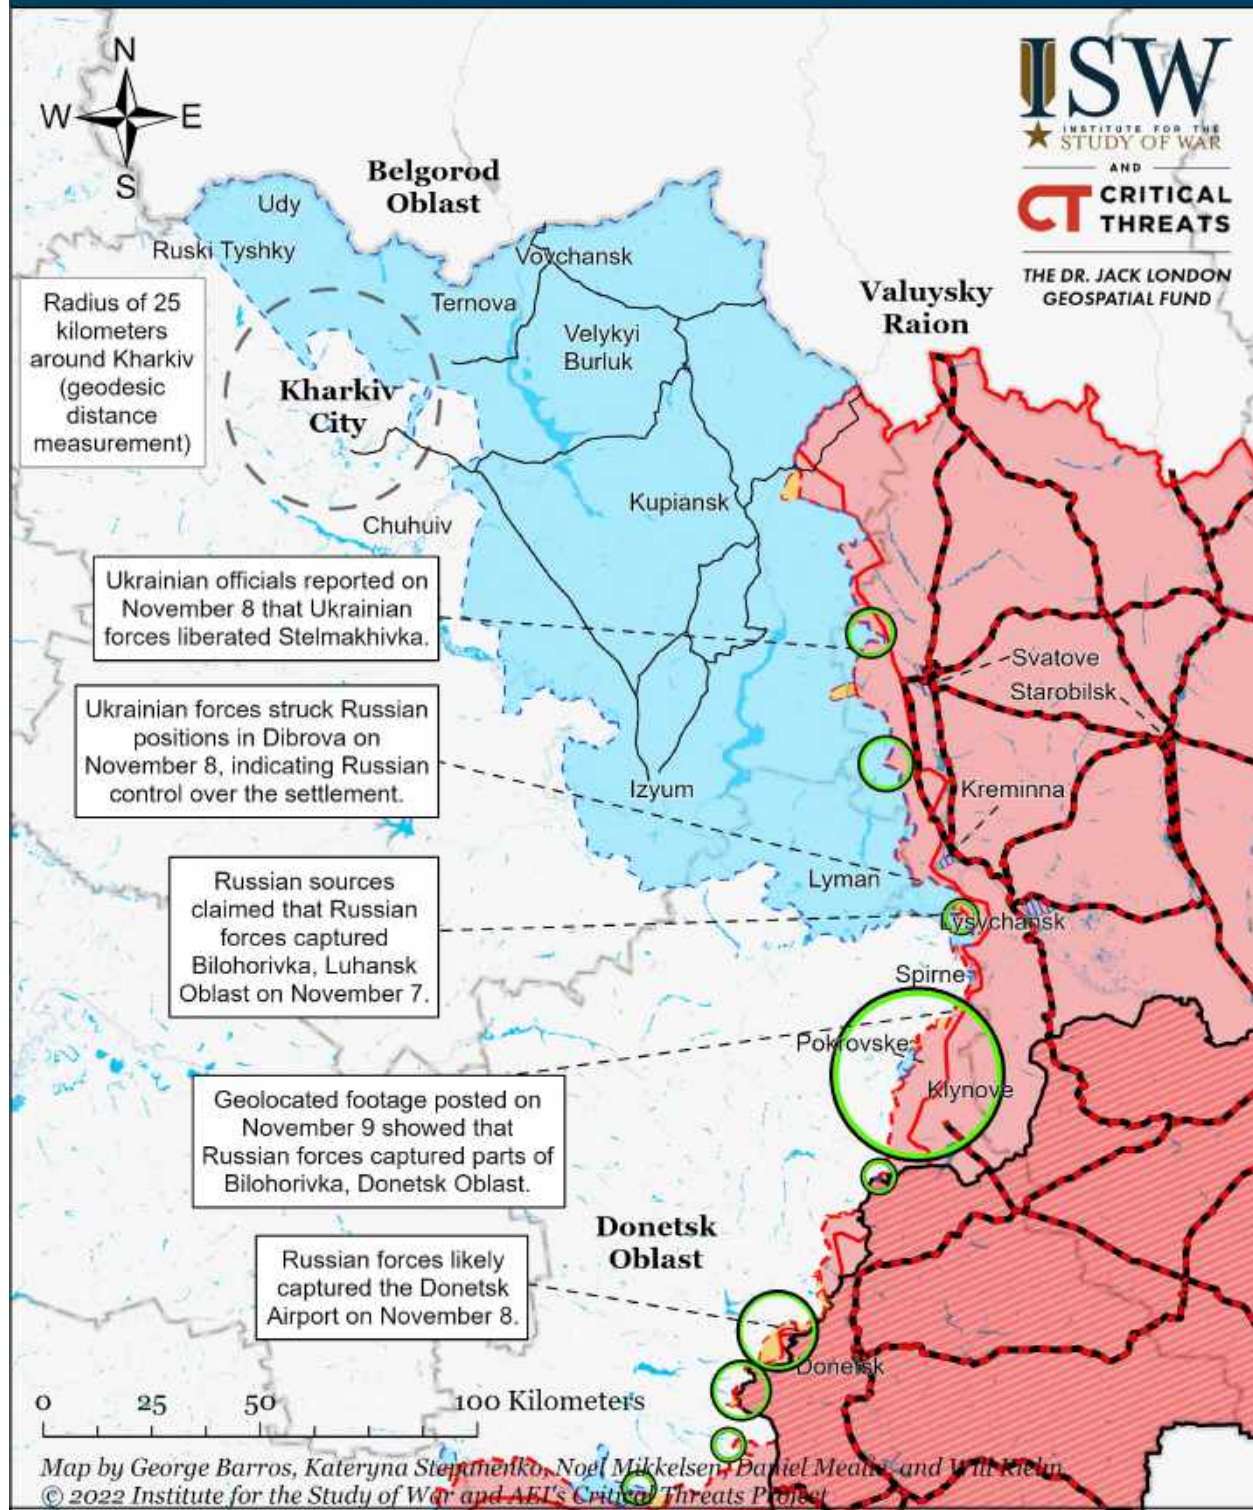 N
W E
S
ISW
INSTITUTE FOR THE
STUDY OF WAR
AND
CT CRITICAL
THREATS
THE DR. JACK LONDON
GEOSPATIAL FUND
Belgorod
Oblast
Udy
Ruski Tyshky
Vovchansk
Ternova
Valuysky
Raion
Radius of 25
kilometers
around Kharkiv
(geodesic
distance
measurement)
Velykyi
Burluk
Kharkiv
City
Kupiansk
Chuhuiv
Ukrainian officials reported on
November 8 that Ukrainian
forces liberated Stelmakhivka.
Svatove
Starobilsk
Ukrainian forces struck Russian
positions in Dibrova on
November 8, indicating Russian
control over the settlement.
Izyum
Kreminna
Lyman
Russian sources
claimed that Russian
forces captured
Bilohorivka, Luhansk
Oblast on November 7.
Lysychansk
Spirne
Pokrovske
Klynove
Geolocated footage posted on
November 9 showed that
Russian forces captured parts of
Bilohorivka, Donetsk Oblast.
Donetsk
Oblast
Russian forces likely
captured the Donetsk
Airport on November 8.
Donetsk
0 25 50 100 Kilometers
Map by George Barros, Kateryna Stepanenko, Noel Mikkelsen, Daniel Mealie, and Will Kielm
© 2022 Institute for the Study of War and AEI's Critical Threats Project